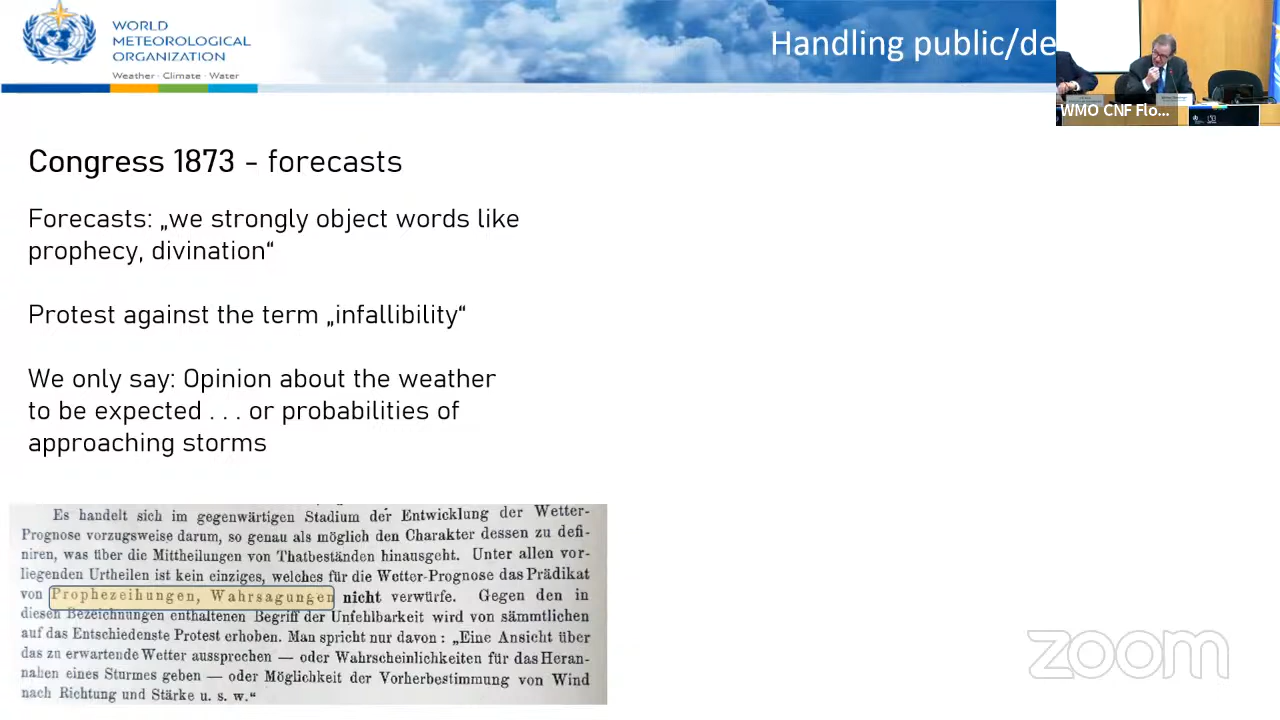 WORLD
METEOROLOGICAL
ORGANIZATION
Weather · Climate · Water
Handling public/de
WMO CNF Flo...
Congress 1873 - forecasts
Forecasts: „we strongly object words like
prophecy, divination“
Protest against the term „infallibility“
We only say: Opinion about the weather
to be expected . . . or probabilities of
approaching storms
Es handelt sich im gegenwärtigen Stadium der Entwicklung der Wetter-
Prognose vorzugsweise darum, so genau als möglich den Charakter dessen zu defi-
niren, was über die Mittheilungen von Thatbeständen hinausgeht. Unter allen vor-
liegenden Urtheilen ist kein einziges, welches für die Wetter-Prognose das Prädikat
von Prophezeihungen, Wahrsagungen nicht verwürfe. Gegen den in
diesen Bezeichnungen enthaltenen Begriff der Unfehlbarkeit wird von sämmtlichen
auf das Entschiedenste Protest erhoben. Man spricht nur davon: „Eine Ansicht über
das zu erwartende Wetter aussprechen — oder Wahrscheinlichkeiten für das Heran-
nahen eines Sturmes geben — oder Möglichkeit der Vorherbestimmung von Wind
nach Richtung und Stärke u. s. w.“
zoom